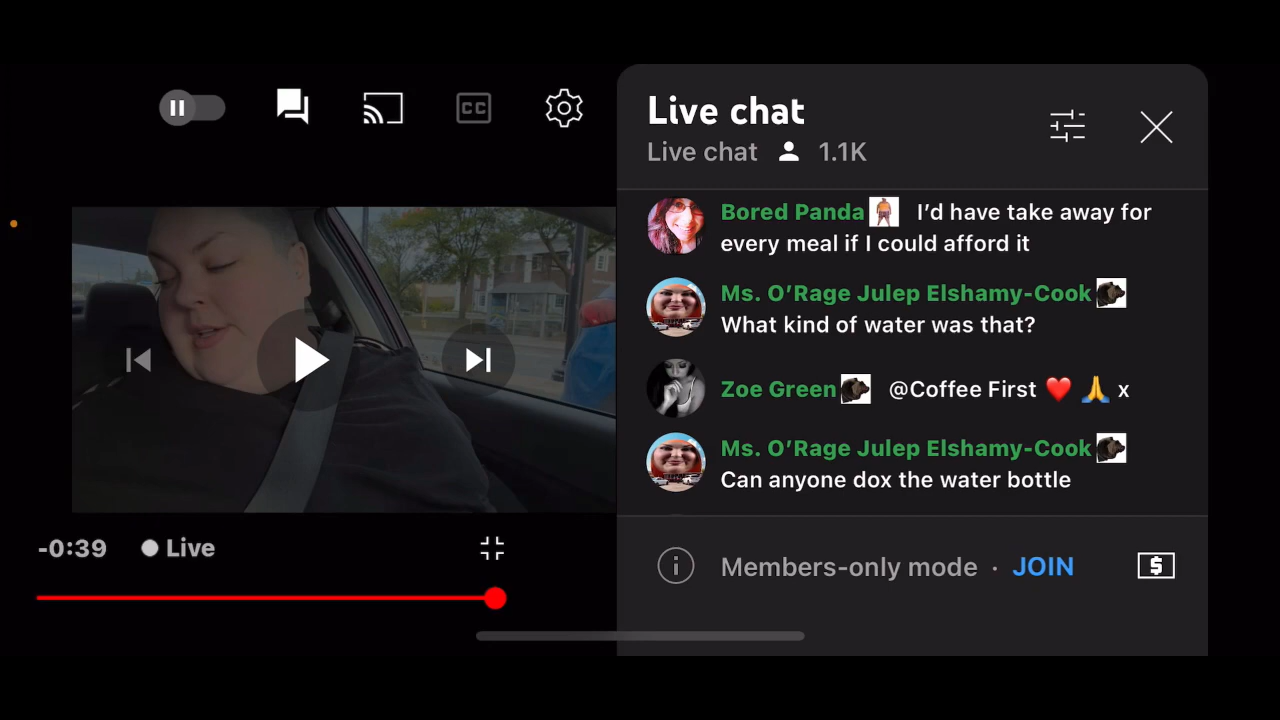 CC
Live chat
Live chat 1.1K
Bored Panda I’d have take away for
every meal if I could afford it
Ms. O’Rage Julep Elshamy-Cook
What kind of water was that?
Zoe Green @Coffee First ❤️ 🙏 x
Ms. O’Rage Julep Elshamy-Cook
Can anyone dox the water bottle
-0:39 Live
Members-only mode · JOIN $